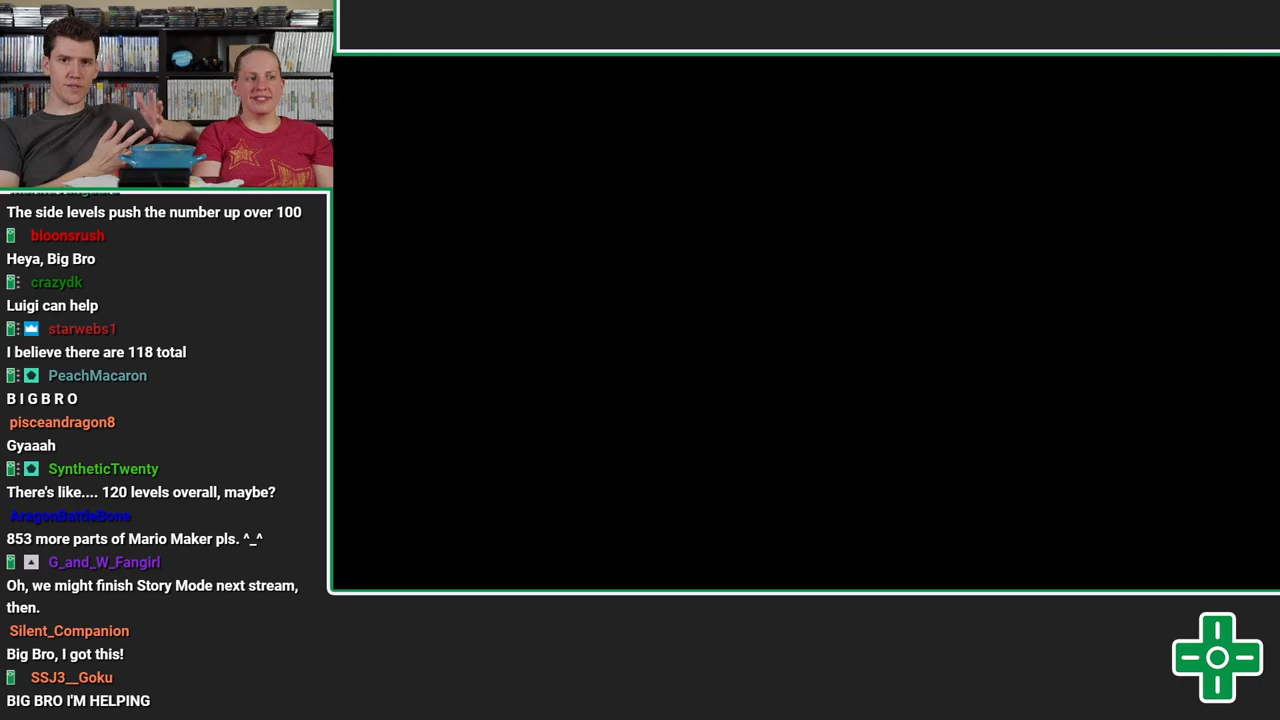 The side levels push the number up over 100
bloonsrush
Heya, Big Bro
crazydk
Luigi can help
starwebs1
I believe there are 118 total
PeachMacaron
B I G B R O
pisceandragon8
Gyaaah
SyntheticTwenty
There's like.... 120 levels overall, maybe?
AragonBattleBone
853 more parts of Mario Maker pls. ^_^
G_and_W_Fangirl
Oh, we might finish Story Mode next stream,
then.
Silent_Companion
Big Bro, I got this!
SSJ3__Goku
BIG BRO I'M HELPING